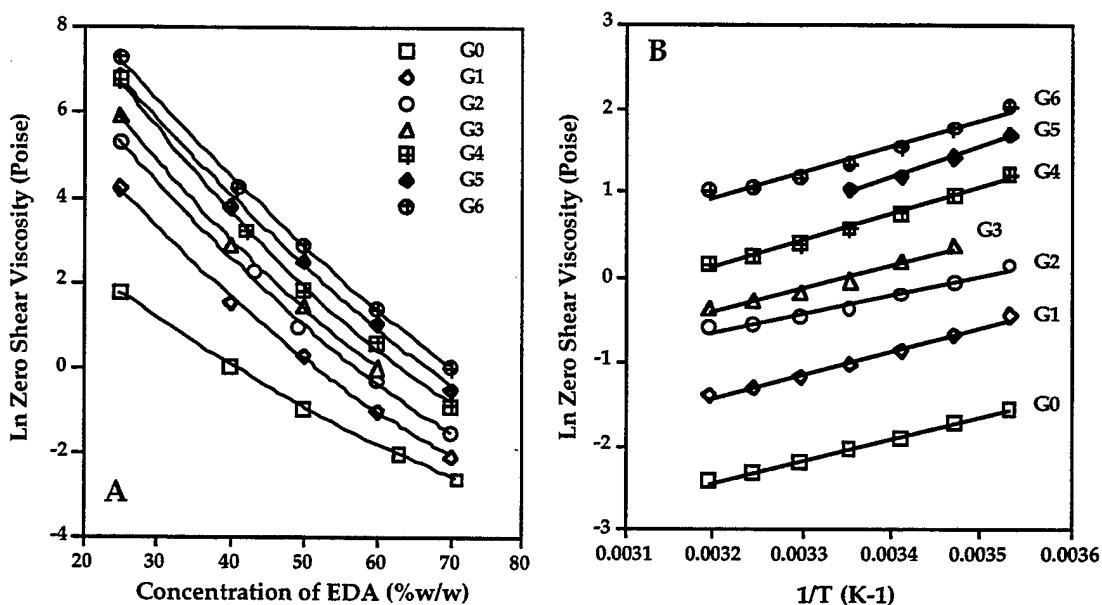 8
6
4
2
0
-2
-4
20 30 40 50 60 70 80
Ln Zero Shear Viscosity (Poise)
Concentration of EDA (%w/w)
A
G0
G1
G2
G3
G4
G5
G6
3
2
1
0
-1
-2
-3
0.0031 0.0032 0.0033 0.0034 0.0035 0.0036
Ln Zero Shear Viscosity (Poise)
1/T (K-1)
B
G6
G5
G4
G3
G2
G1
G0